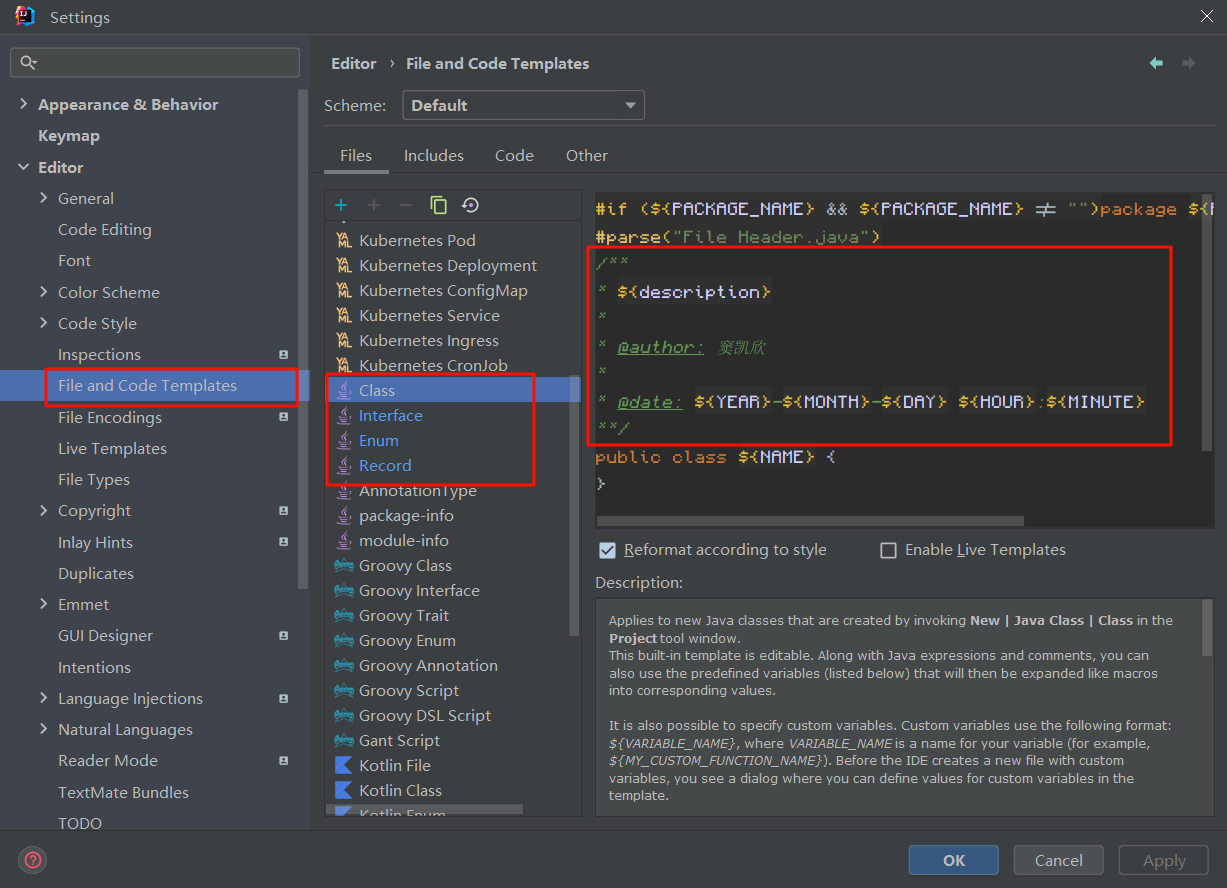 Settings
Editor › File and Code Templates
Scheme: Default
Files Includes Code Other
Appearance & Behavior
Keymap
Editor
General
Code Editing
Font
Color Scheme
Code Style
Inspections
File and Code Templates
File Encodings
Live Templates
File Types
Copyright
Inlay Hints
Duplicates
Emmet
GUI Designer
Intentions
Language Injections
Natural Languages
Reader Mode
TextMate Bundles
TODO
Kubernetes Pod
Kubernetes Deployment
Kubernetes ConfigMap
Kubernetes Service
Kubernetes Ingress
Kubernetes CronJob
Class
Interface
Enum
Record
AnnotationType
package-info
module-info
Groovy Class
Groovy Interface
Groovy Trait
Groovy Enum
Groovy Annotation
Groovy Script
Groovy DSL Script
Gant Script
Kotlin File
Kotlin Class
Kotlin Enum
#if (${PACKAGE_NAME} && ${PACKAGE_NAME} ≠ "")package ${
#parse("File Header.java")
/**
* ${description}
*
* @author: 窦凯欣
*
* @date: ${YEAR}-${MONTH}-${DAY} ${HOUR}:${MINUTE}
**/
public class ${NAME} {
}
Reformat according to style Enable Live Templates
Description:
Applies to new Java classes that are created by invoking New | Java Class | Class in the
Project tool window.
This built-in template is editable. Along with Java expressions and comments, you can
also use the predefined variables (listed below) that will then be expanded like macros
into corresponding values.
It is also possible to specify custom variables. Custom variables use the following format:
${VARIABLE_NAME}, where VARIABLE_NAME is a name for your variable (for example,
${MY_CUSTOM_FUNCTION_NAME}). Before the IDE creates a new file with custom
variables, you see a dialog where you can define values for custom variables in the
template.
OK Cancel Apply